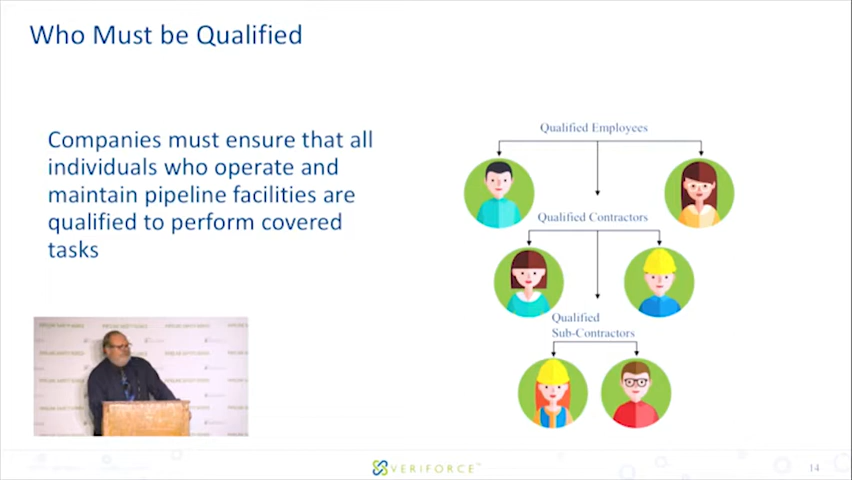 Who Must be Qualified
Companies must ensure that all
individuals who operate and
maintain pipeline facilities are
qualified to perform covered
tasks
Qualified Employees
Qualified Contractors
Qualified
Sub-Contractors
VERIFORCE™
14